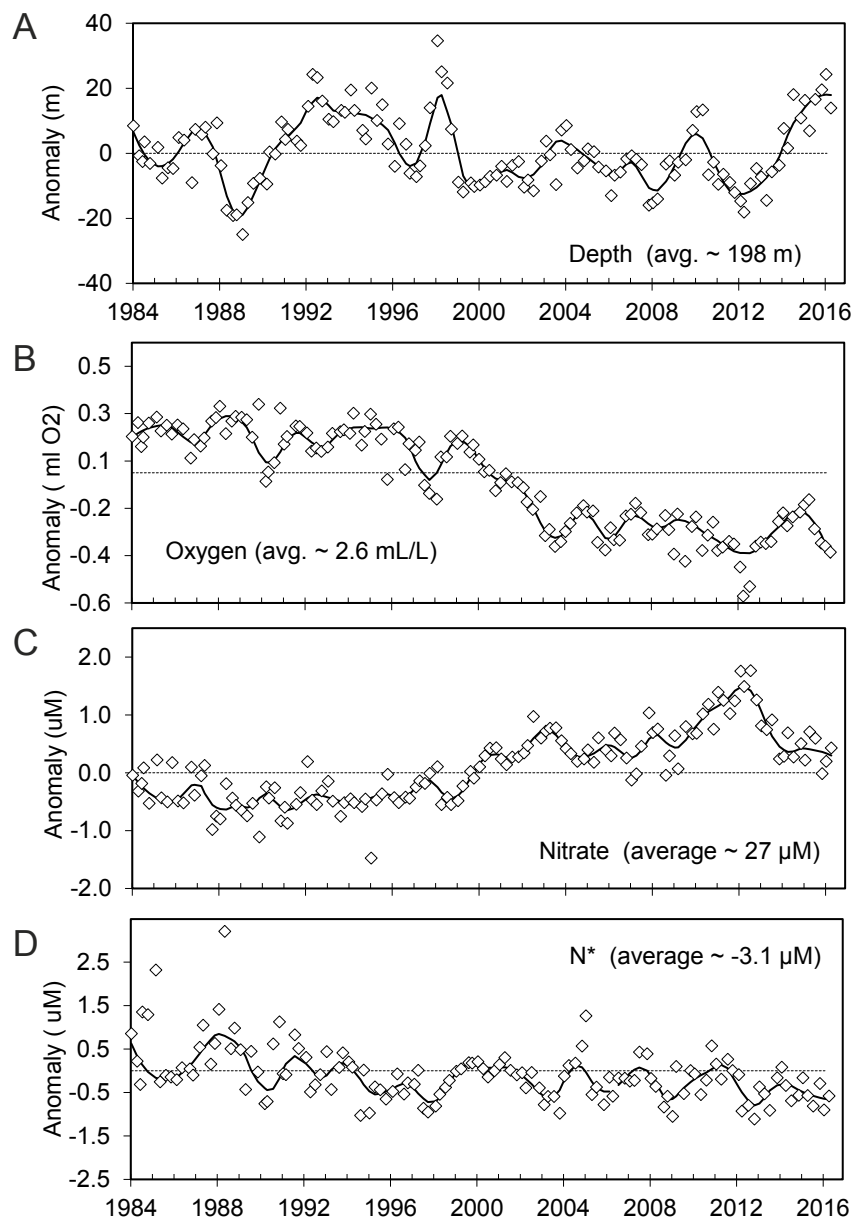 A
Anomaly (m)
40
20
0
-20
-40
Depth (avg. ~ 198 m)
1984 1988 1992 1996 2000 2004 2008 2012 2016
B
Anomaly ( ml O2)
0.5
0.3
0.1
-0.2
-0.4
-0.6
Oxygen (avg. ~ 2.6 mL/L)
C
Anomaly (uM)
2.0
1.0
0.0
-1.0
-2.0
Nitrate (average ~ 27 µM)
D
Anomaly ( uM)
2.5
1.5
0.5
-0.5
-1.5
-2.5
N* (average ~ -3.1 µM)
1984 1988 1992 1996 2000 2004 2008 2012 2016